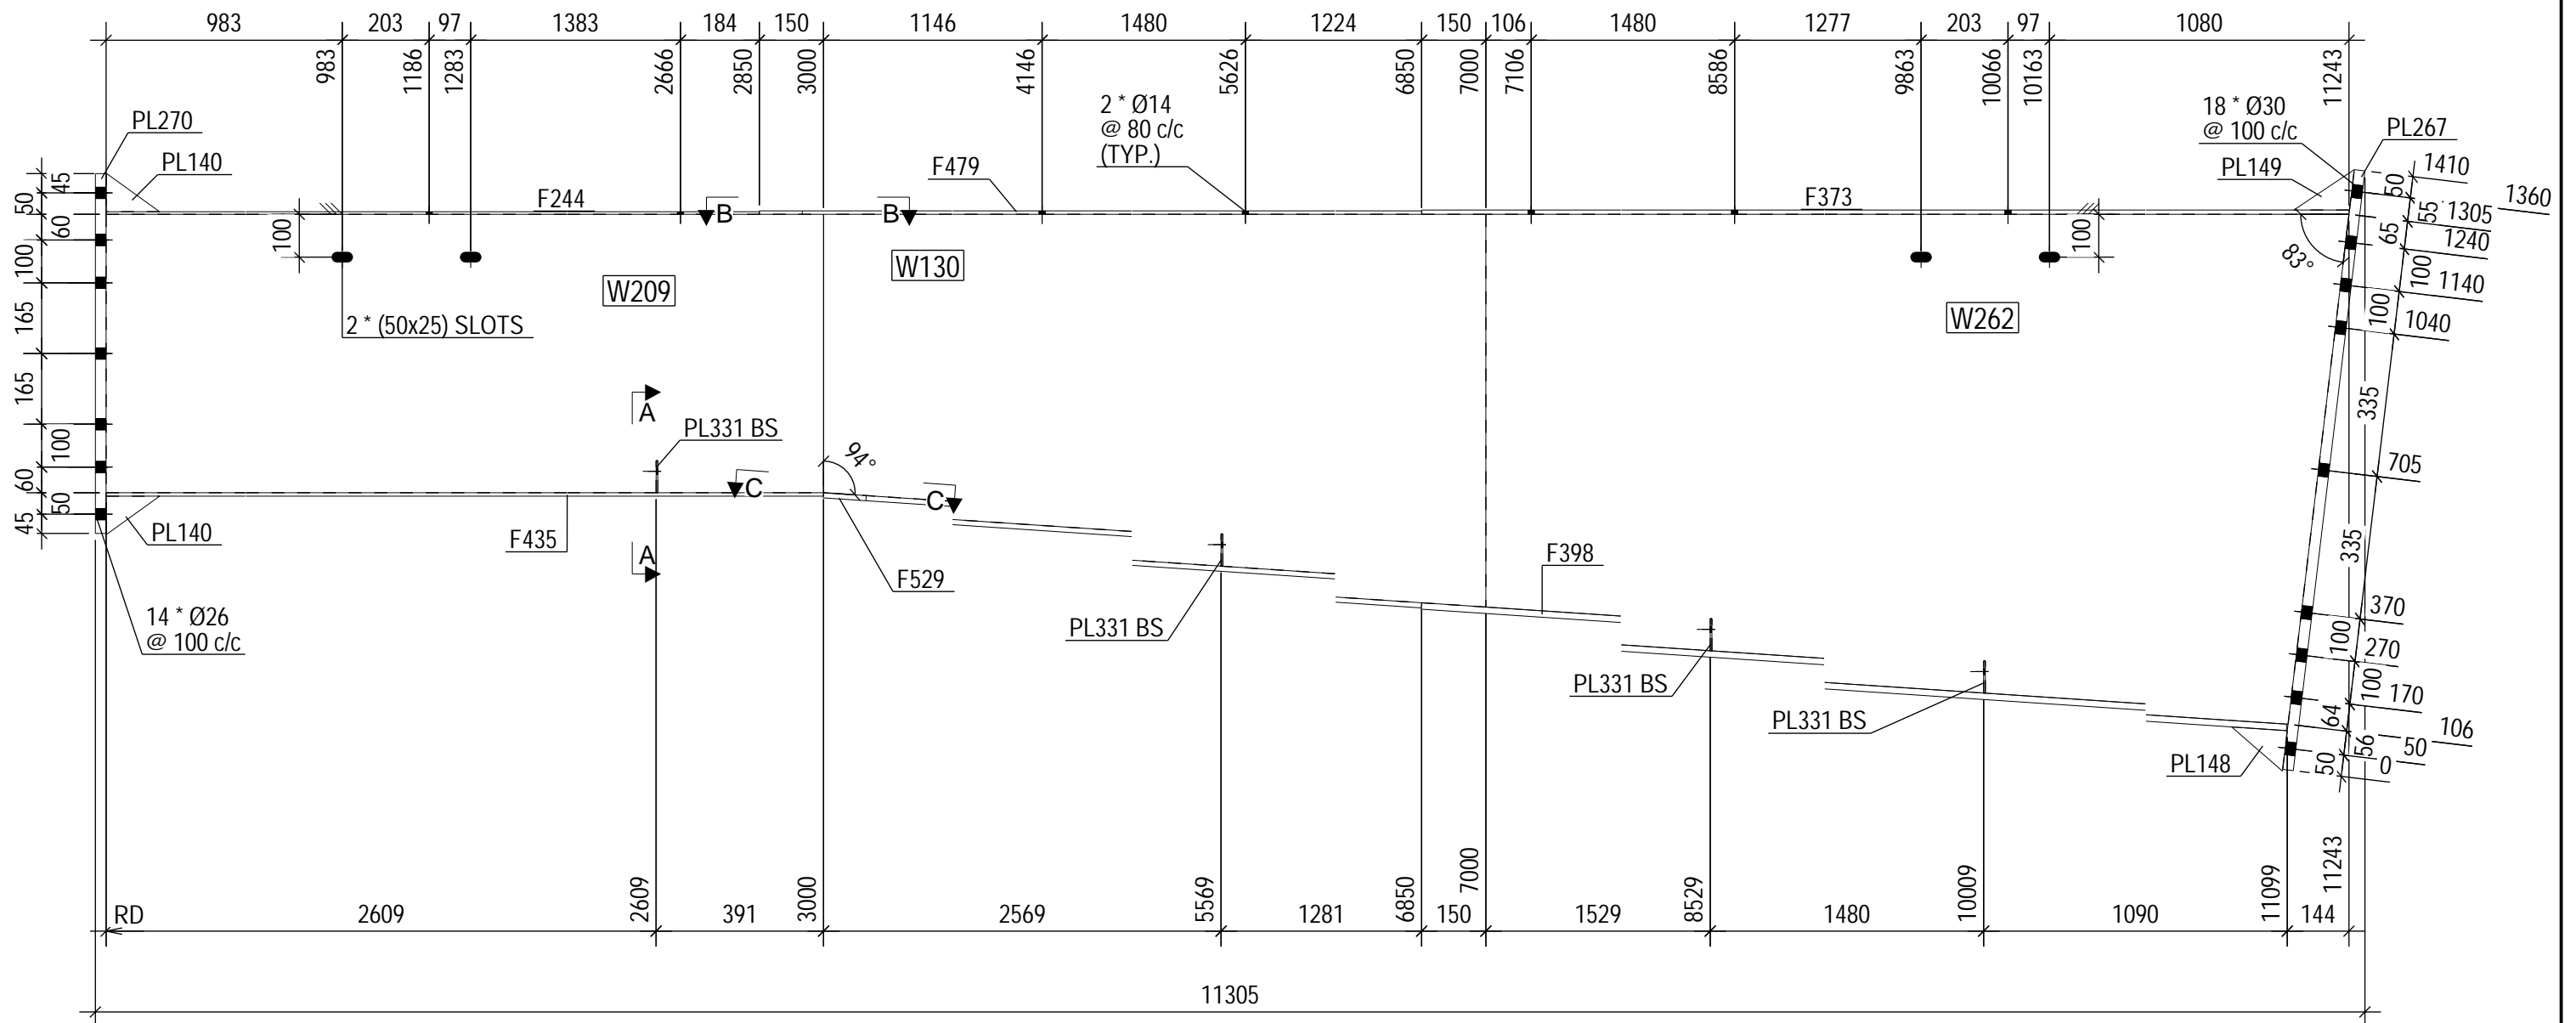 983 203 97 1383 184 150 1146 1480 1224 150 106 1480 1277 203 97 1080
983 1186 1283 2666 2850 3000 4146 5626 6850 7000 7106 8586 9863 10066 10163 11243
PL270
PL140
F244
B
B
F479
2 * Ø14
@ 80 c/c
(TYP.)
F373
18 * Ø30
@ 100 c/c
PL267
PL149
45
50
60
100
165
165
100
60
50
45
100
2 * (50x25) SLOTS
W209
W130
W262
100
83°
1410
1360
1305
1240
1140
1040
705
370
270
170
106
50
0
50
55
65
100
100
335
335
100
100
64
56
50
A
PL331 BS
C
94°
C
PL140
F435
A
F529
F398
14 * Ø26
@ 100 c/c
PL331 BS
PL331 BS
PL331 BS
PL148
2609 3000 5569 6850 7000 8529 10009 11099 11243
RD 2609 391 2569 1281 150 1529 1480 1090 144
11305